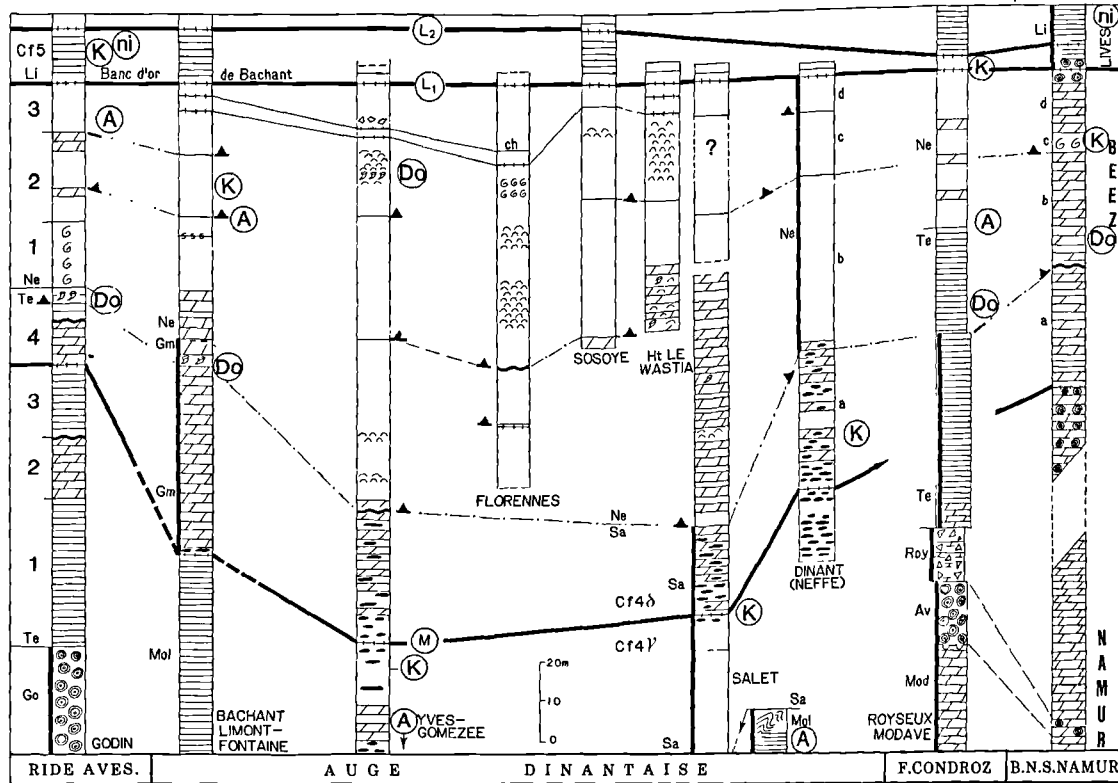 Cf5
K
ni
Li
Banc d'or
de Bachant
L2
L1
K
Li
ni
LIVES
3
A
2
K
A
1
G
G
G
G
Ne
Te
Do
4
3
2
1
Te
Go
GODIN
Ne
Gm
Do
Gm
Mol
BACHANT
LIMONT-
FONTAINE
Do
M
K
A
YVES-
GOMEZEE
ch
FLORENNES
SOSOYE
Ht LE
WASTIA
Ne
Sa
Cf4δ
Cf4γ
20m
10
0
?
Sa
K
Sa
SALET
Sa
Mol
A
d
c
Ne
b
a
K
DINANT
(NEFFE)
Ne
A
Te
Do
Te
Roy
Av
Mod
ROYSEUX
MODAVE
d
c
K
b
Do
a
BEEZ
NAMUR
RIDE AVES.
AUGE DINANTAISE
F.CONDROZ
B.N.S.NAMUR